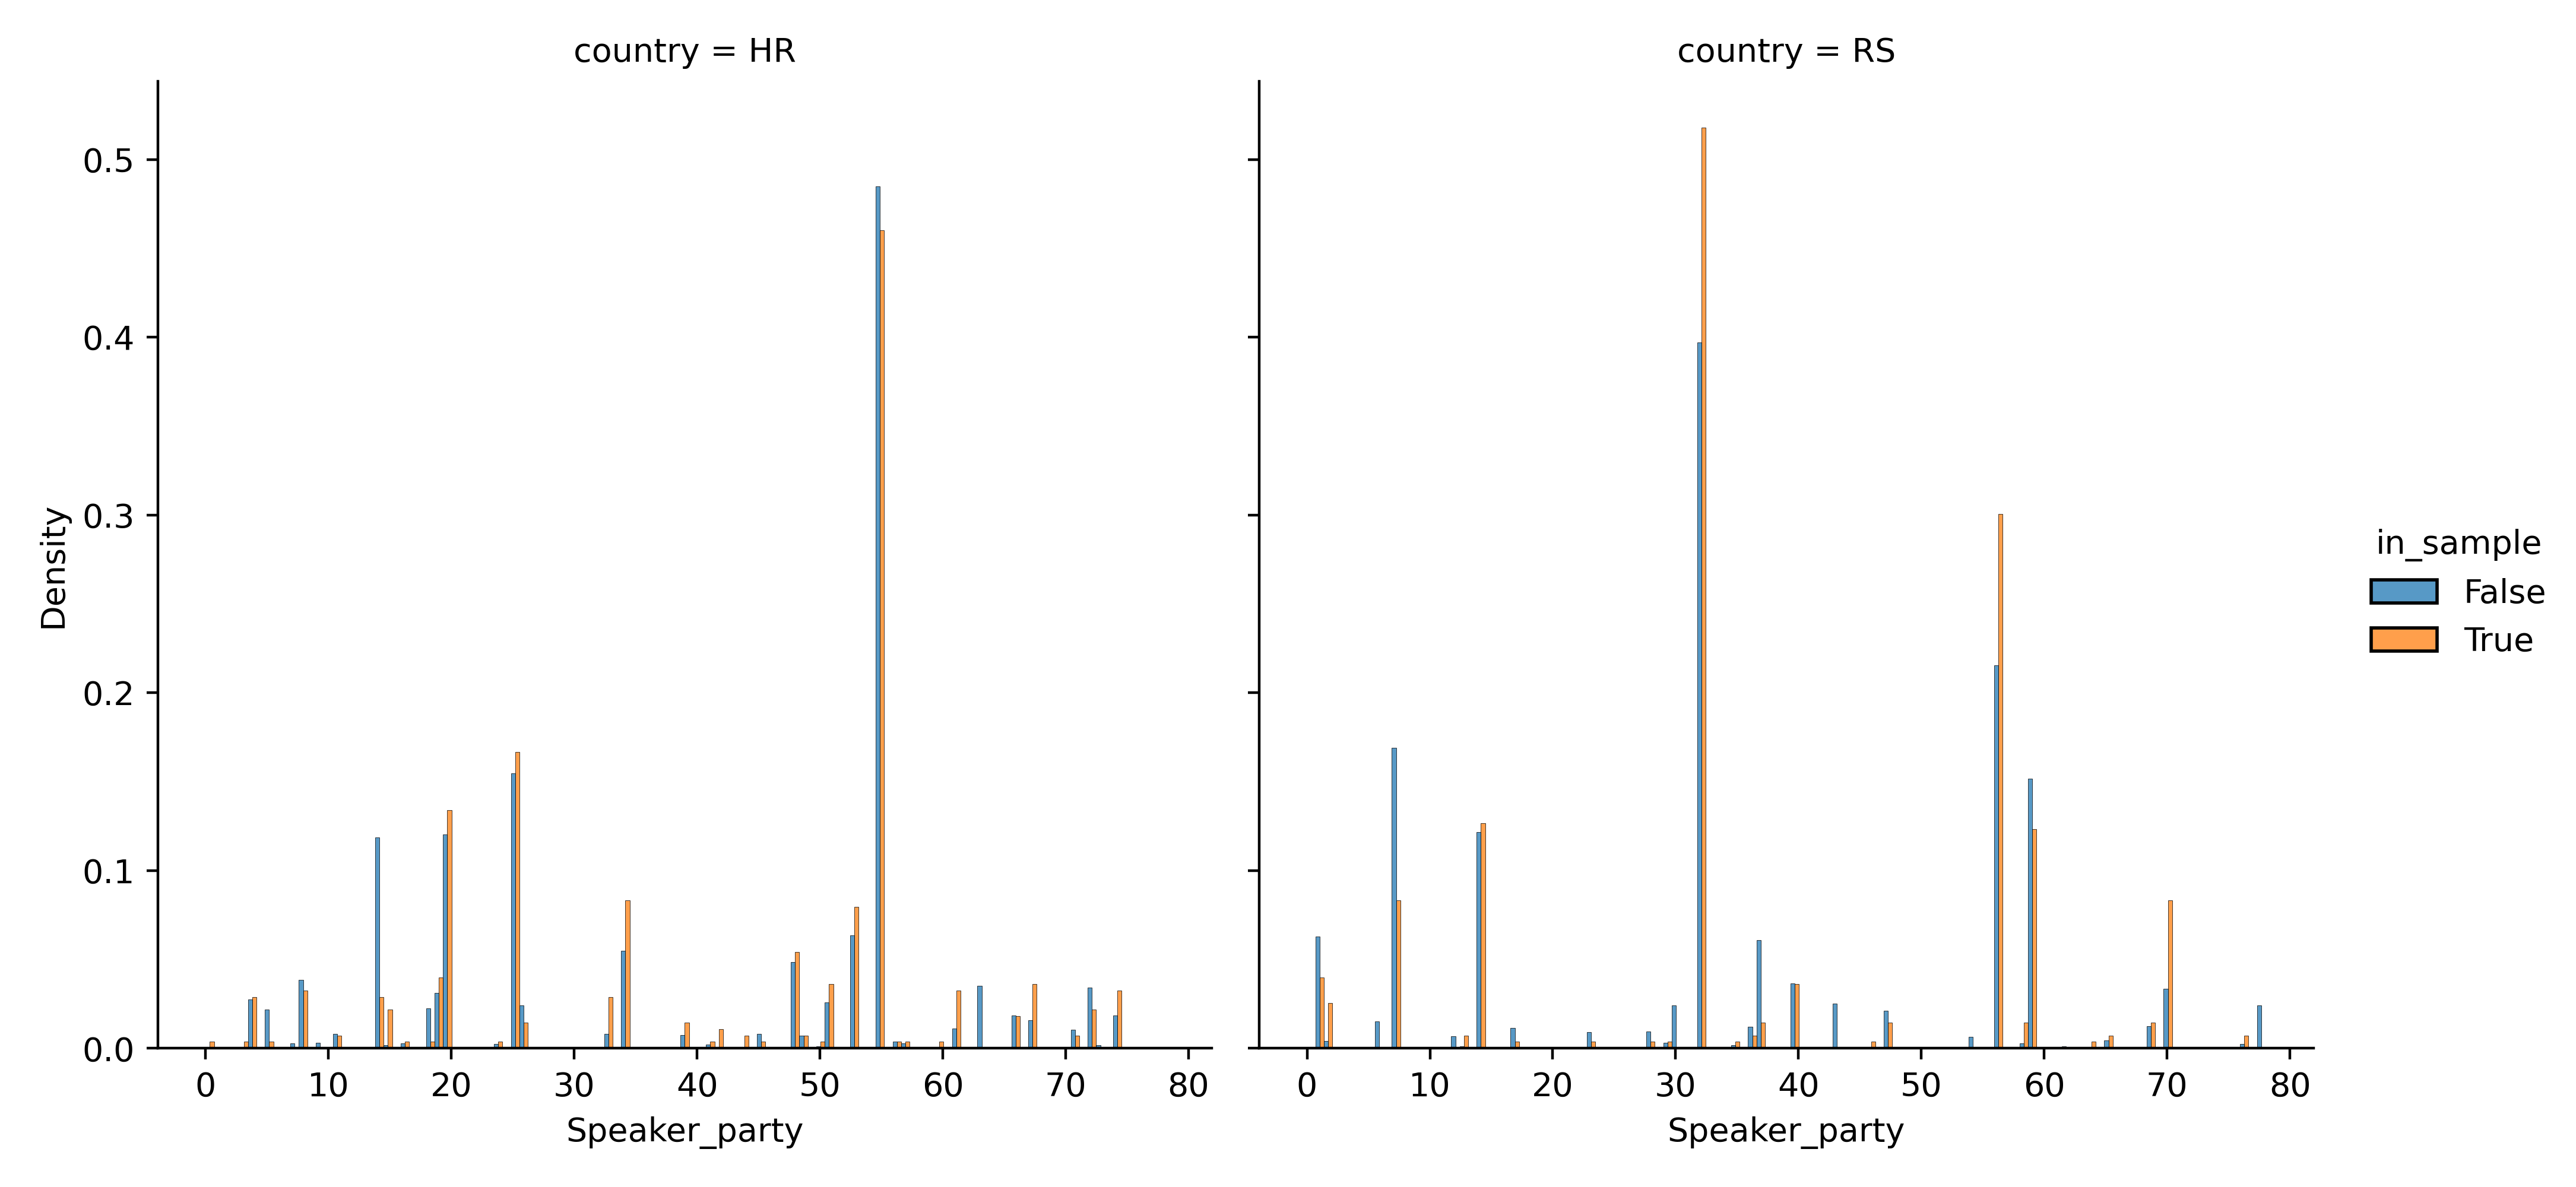 country = HR
country = RS
0.5
0.4
0.3
0.2
0.1
0.0
Density
0 10 20 30 40 50 60 70 80
0 10 20 30 40 50 60 70 80
Speaker_party
Speaker_party
in_sample
False
True